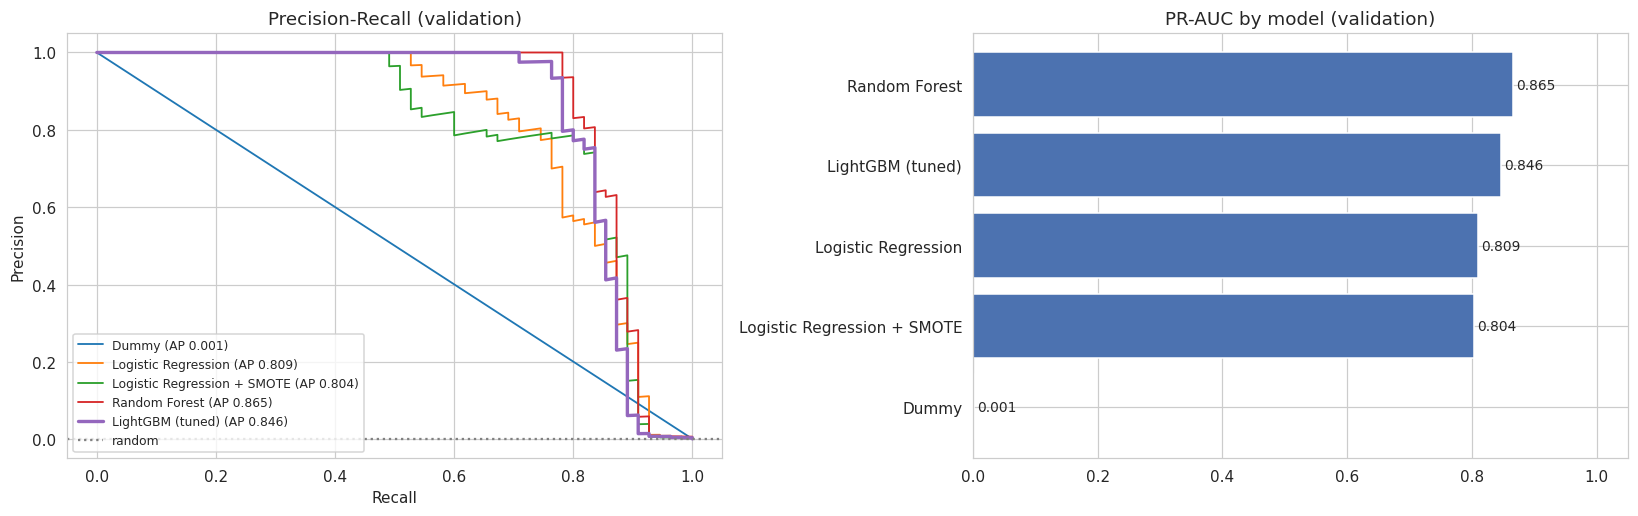 Precision-Recall (validation)
1.0
0.8
0.6
0.4
0.2
0.0
Precision
Dummy (AP 0.001)
Logistic Regression (AP 0.809)
Logistic Regression + SMOTE (AP 0.804)
Random Forest (AP 0.865)
LightGBM (tuned) (AP 0.846)
random
0.0 0.2 0.4 0.6 0.8 1.0
Recall
PR-AUC by model (validation)
Random Forest 0.865
LightGBM (tuned) 0.846
Logistic Regression 0.809
Logistic Regression + SMOTE 0.804
Dummy 0.001
0.0 0.2 0.4 0.6 0.8 1.0